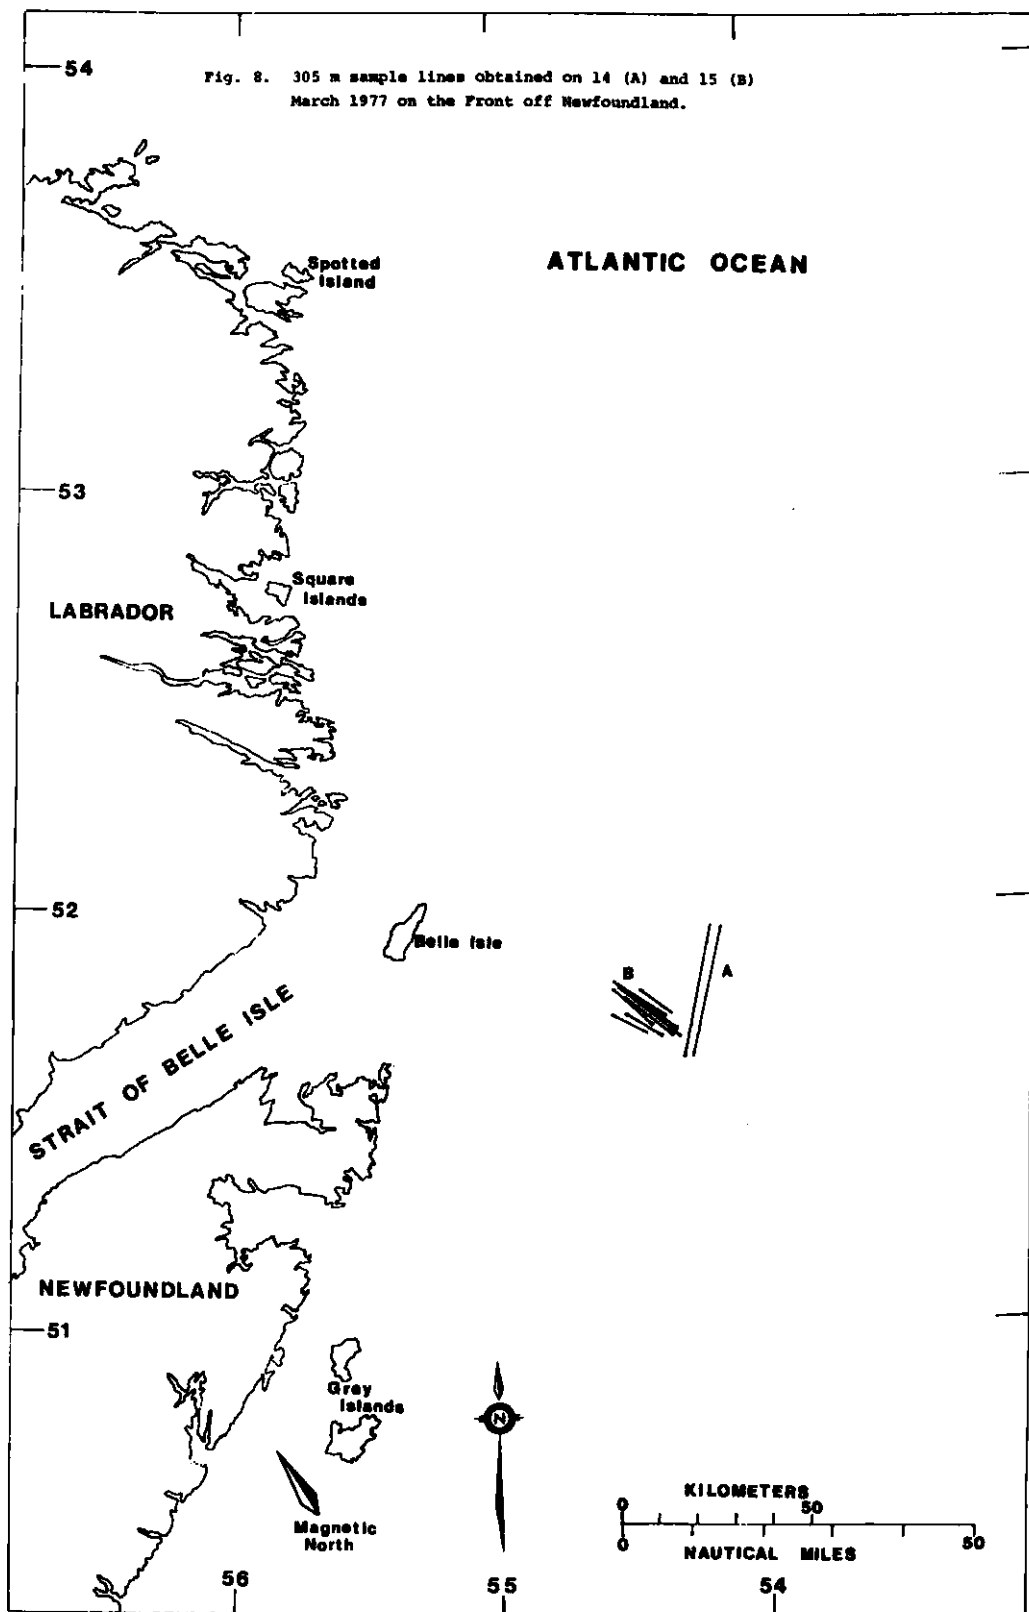 54
Fig. 8. 305 m sample lines obtained on 14 (A) and 15 (B)
March 1977 on the Front off Newfoundland.
Spotted
Island
ATLANTIC OCEAN
53
Square
Islands
LABRADOR
52
Belle Isle
B
A
STRAIT OF BELLE ISLE
NEWFOUNDLAND
51
Grey
Islands
N
Magnetic
North
KILOMETERS
0
50
0
50
NAUTICAL MILES
56
55
54